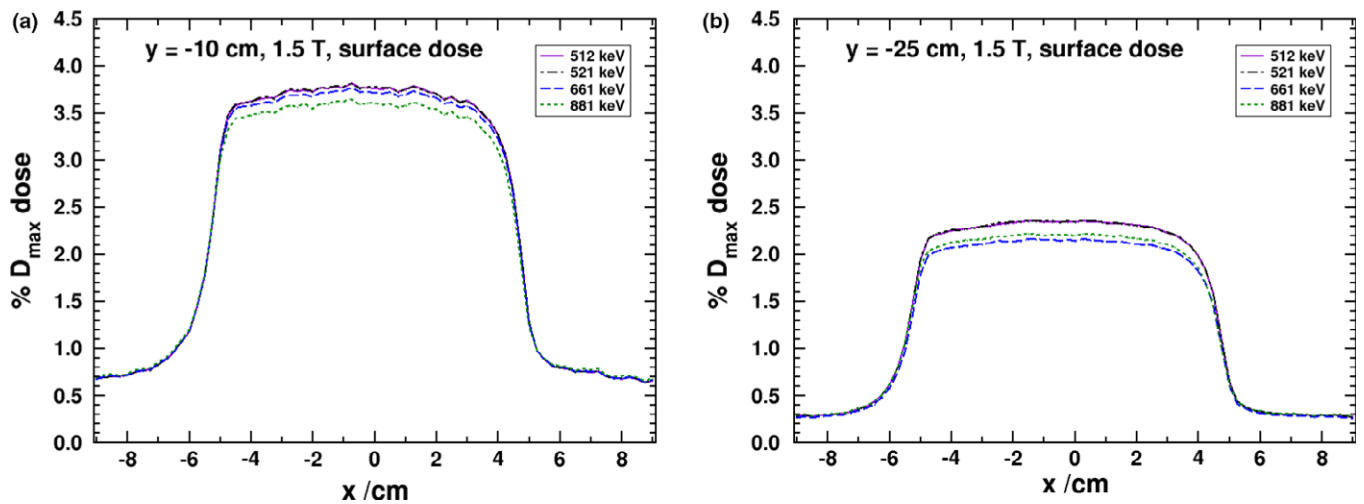 (a)
y = -10 cm, 1.5 T, surface dose
512 keV
521 keV
661 keV
881 keV
% Dmax dose
4.5
4.0
3.5
3.0
2.5
2.0
1.5
1.0
0.5
0.0
-8 -6 -4 -2 0 2 4 6 8
x /cm
(b)
y = -25 cm, 1.5 T, surface dose
512 keV
521 keV
661 keV
881 keV
% Dmax dose
4.5
4.0
3.5
3.0
2.5
2.0
1.5
1.0
0.5
0.0
-8 -6 -4 -2 0 2 4 6 8
x /cm